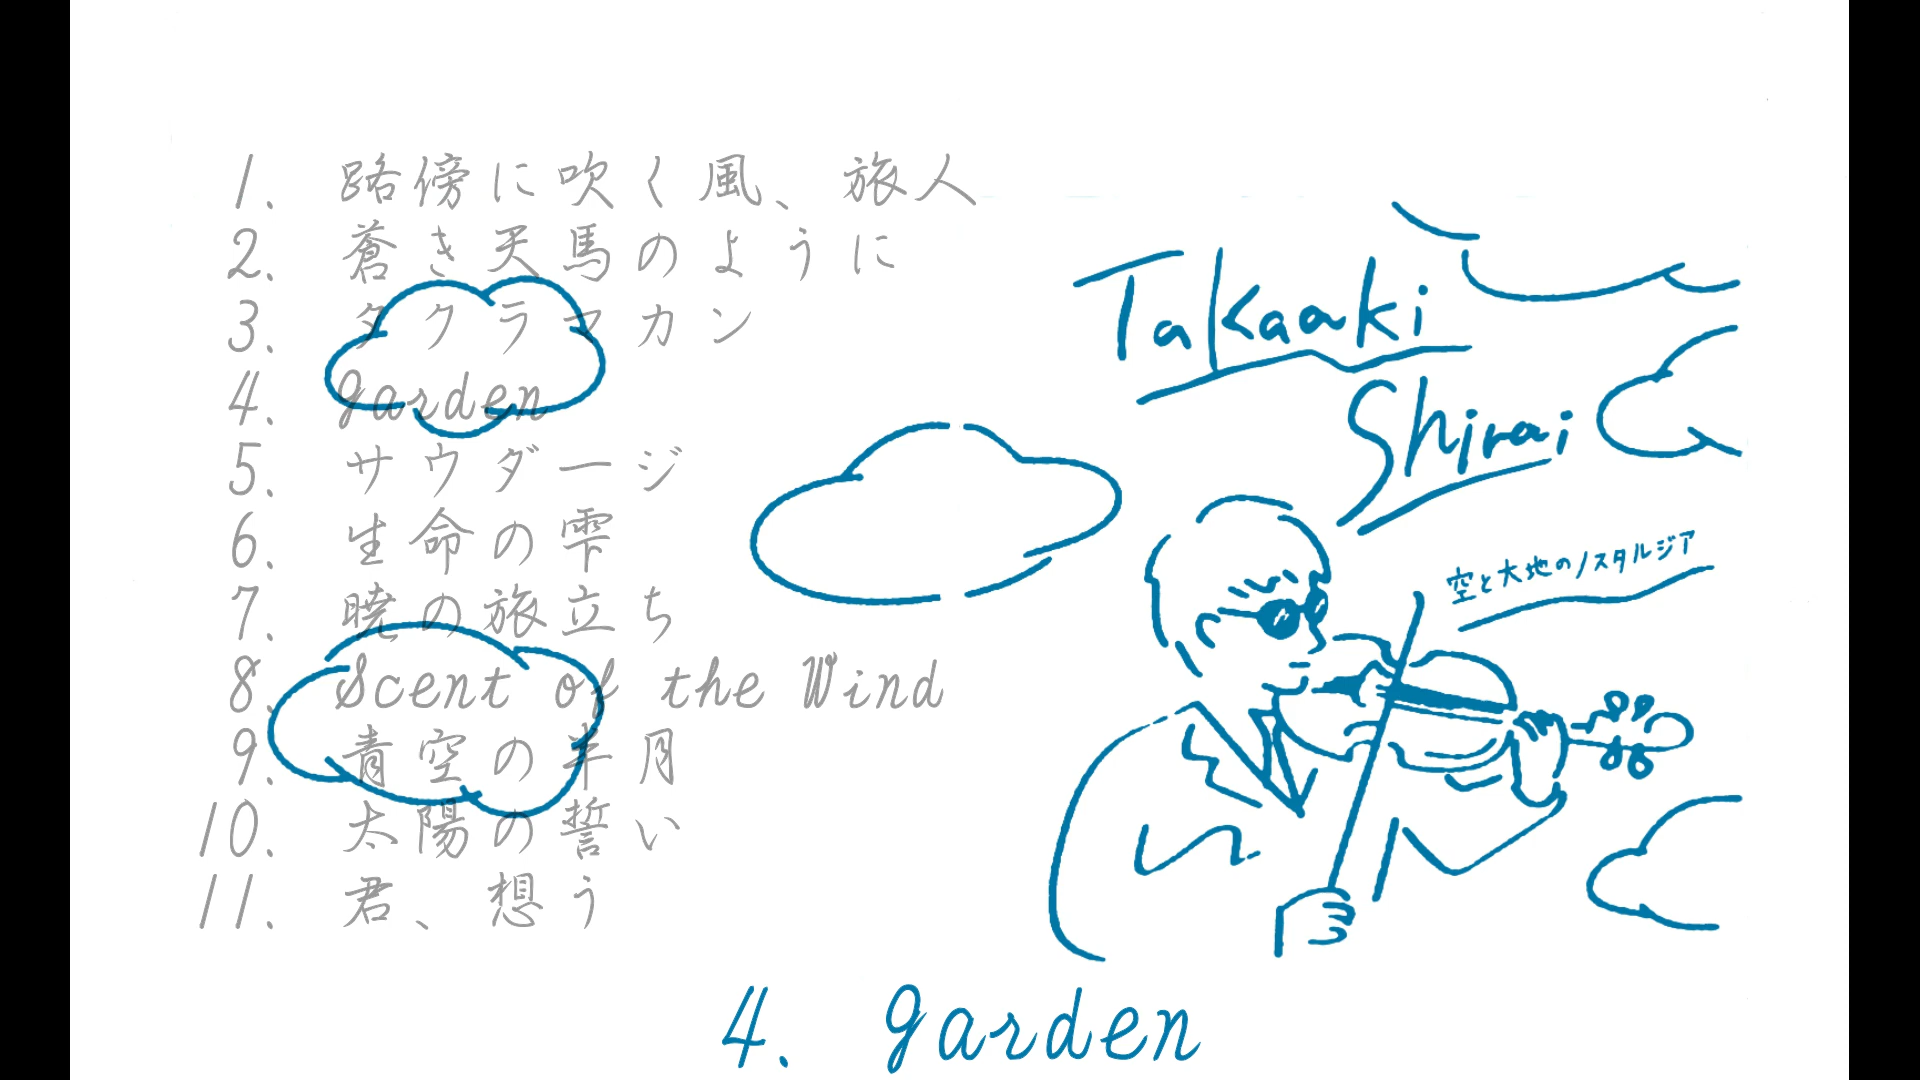 1. 路傍に吹く風、旅人
2. 蒼き天馬のように
3. タクラマカン
4. garden
5. サウダージ
6. 生命の雫
7. 暁の旅立ち
8. Scent of the Wind
9. 青空の半月
10. 太陽の誓い
11. 君、想う
Takaaki
Shirai
空と大地のノスタルジア
4. garden